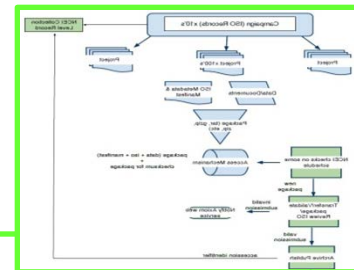 NCEI Collection
Level Record
Campaign (ISO Records) x10's
Project
Project x100's
Project
ISO Metadata &
Manifest
Data/Documents
Package (tar, gzip,
zip, etc)
package (data + iso + manifest)
+
checksum for package
Access Mechanism
NCEI checks on some
schedule
new
package
Transfer/Validate
package/
Review ISO
invalid
submission
Notify Axiom with
service
valid
submission
Archive Publish
accession identifier